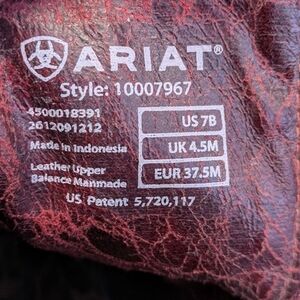 ARIAT®
Style: 10007967
4500018391
2612091212
Made in Indonesia
Leather Upper
Balance Manmade
US 7B
UK 4.5M
EUR 37.5M
US Patent 5,720,117